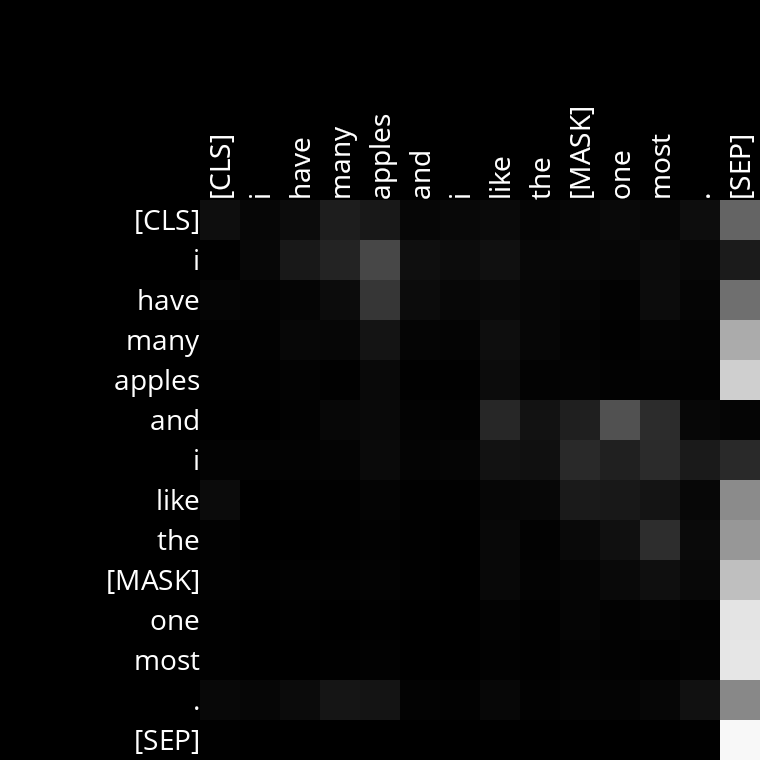 [CLS] i have many apples and i like the [MASK] one most . [SEP]
[CLS]
i
have
many
apples
and
i
like
the
[MASK]
one
most
.
[SEP]